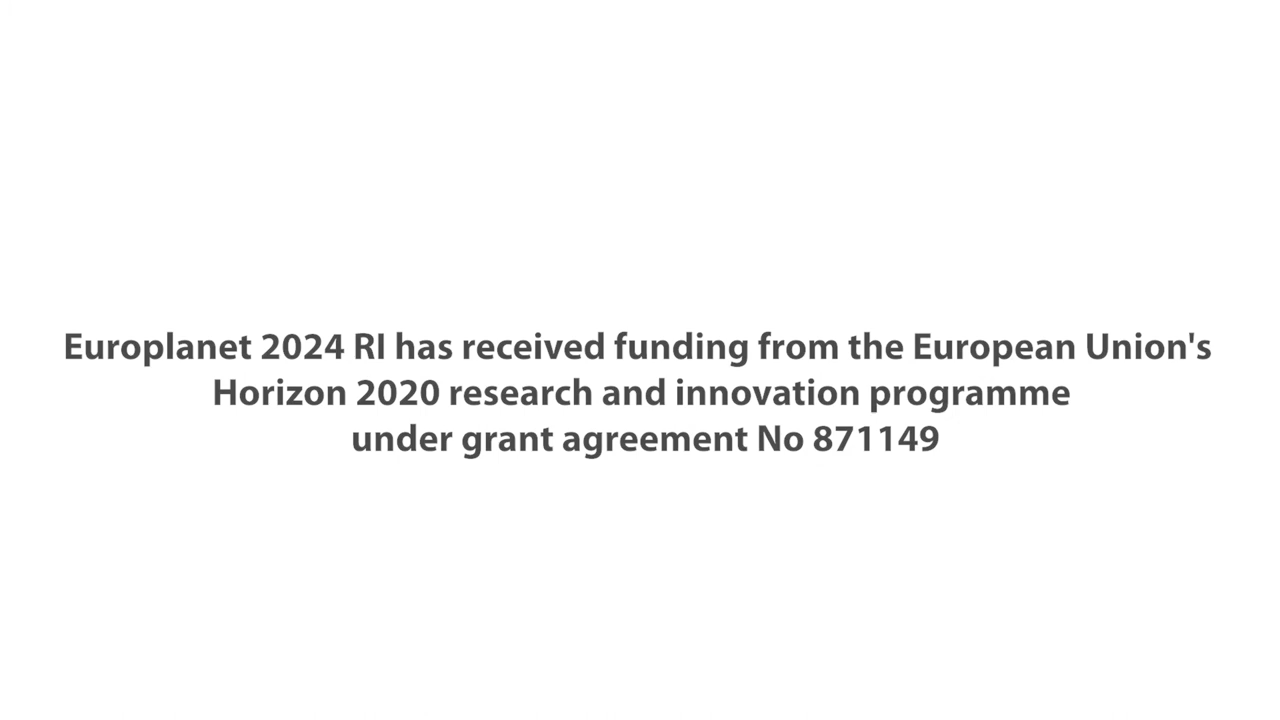 Europlanet 2024 RI has received funding from the European Union's
Horizon 2020 research and innovation programme
under grant agreement No 871149